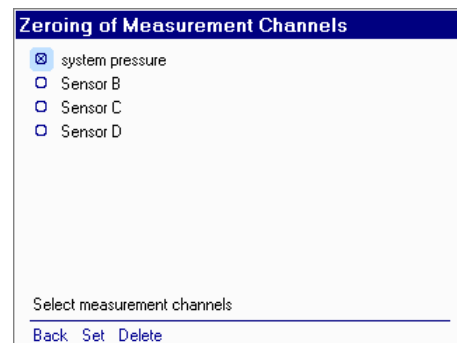 Zeroing of Measurement Channels
system pressure
Sensor B
Sensor C
Sensor D
Select measurement channels
Back Set Delete